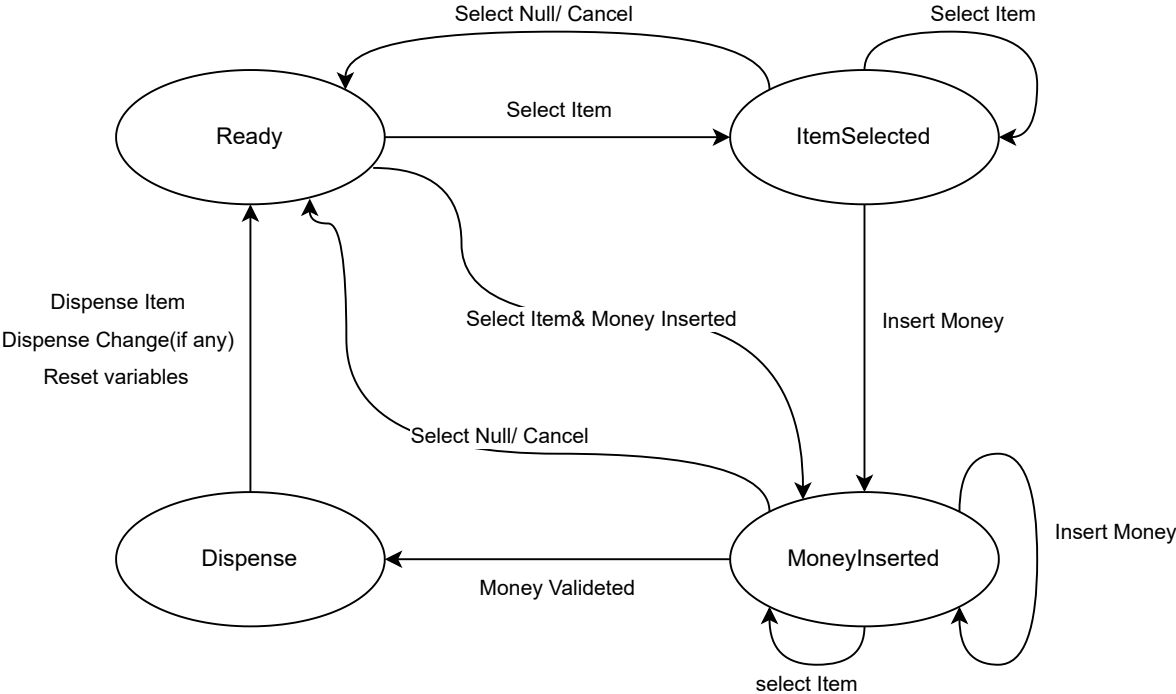 Select Null/ Cancel
Select Item
Select Item
Ready
ItemSelected
Dispense Item
Dispense Change(if any)
Reset variables
Select Item& Money Inserted
Insert Money
Select Null/ Cancel
Insert Money
Dispense
MoneyInserted
Money Valideted
select Item